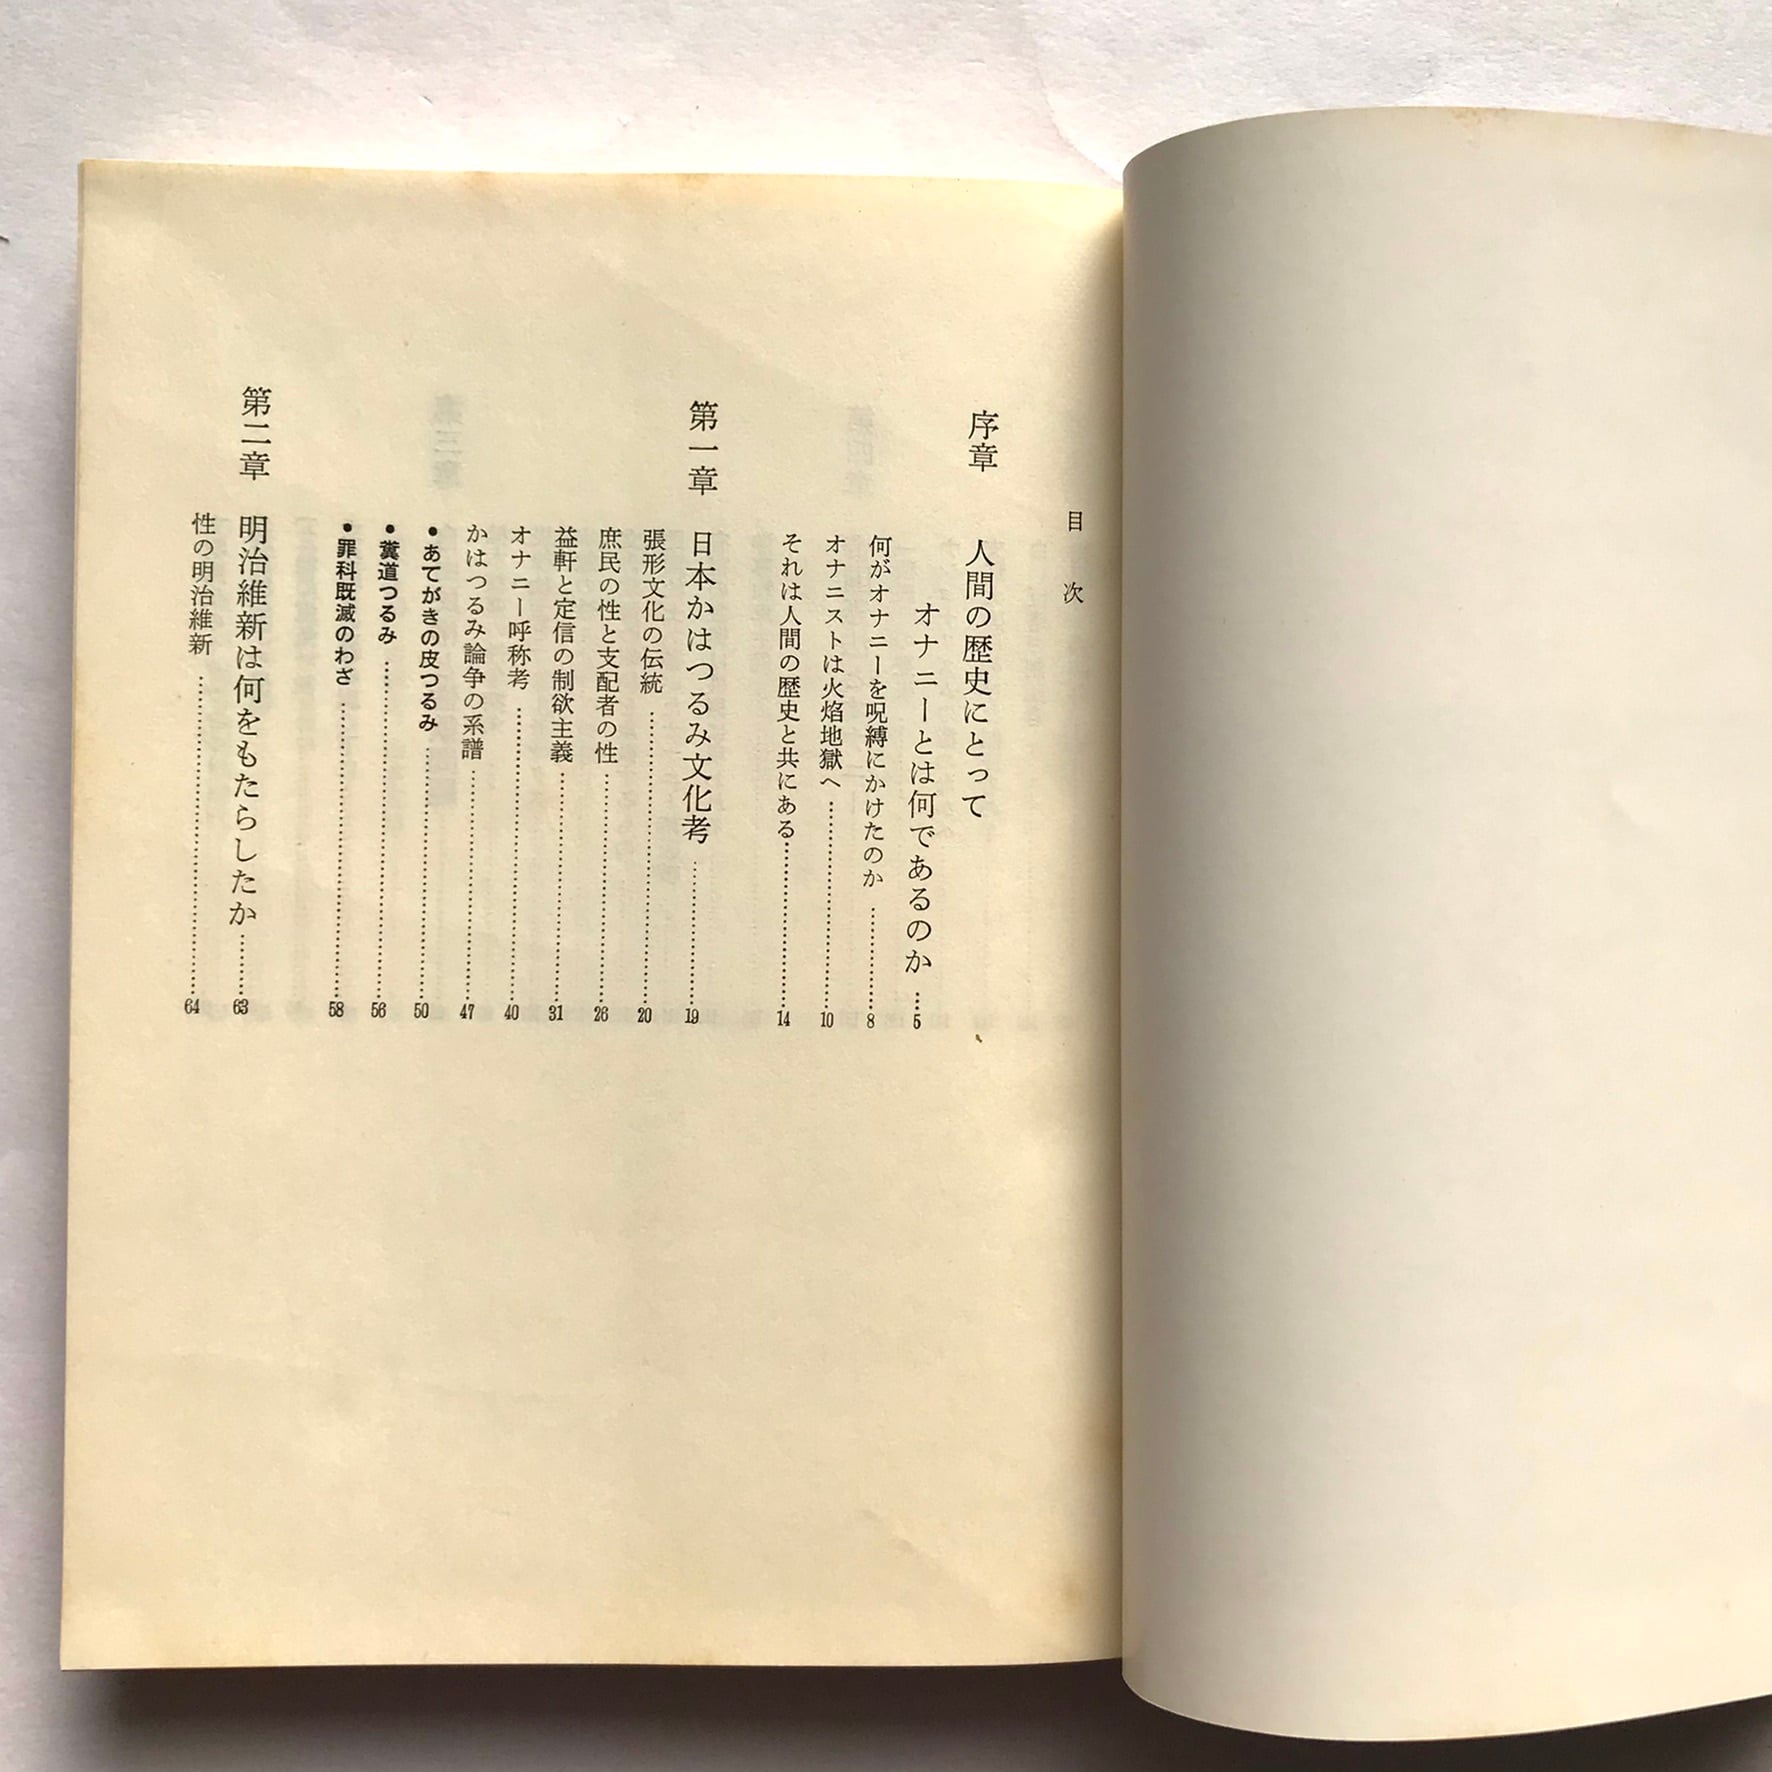 目次
序章 人間の歴史にとって
オナニーとは何であるのか……5
何がオナニーを呪縛にかけたのか……8
オナニストは火焰地獄へ……10
それは人間の歴史と共にある……14
第一章 日本かはつるみ文化考……19
張形文化の伝統……20
庶民の性と支配者の性……26
益軒と定信の制欲主義……31
オナニー呼称考……40
かはつるみ論争の系譜……47
●あてがきの皮つるみ……50
●糞道つるみ……56
●罪科既滅のわざ……58
第二章 明治維新は何をもたらしたか……63
性の明治維新……64